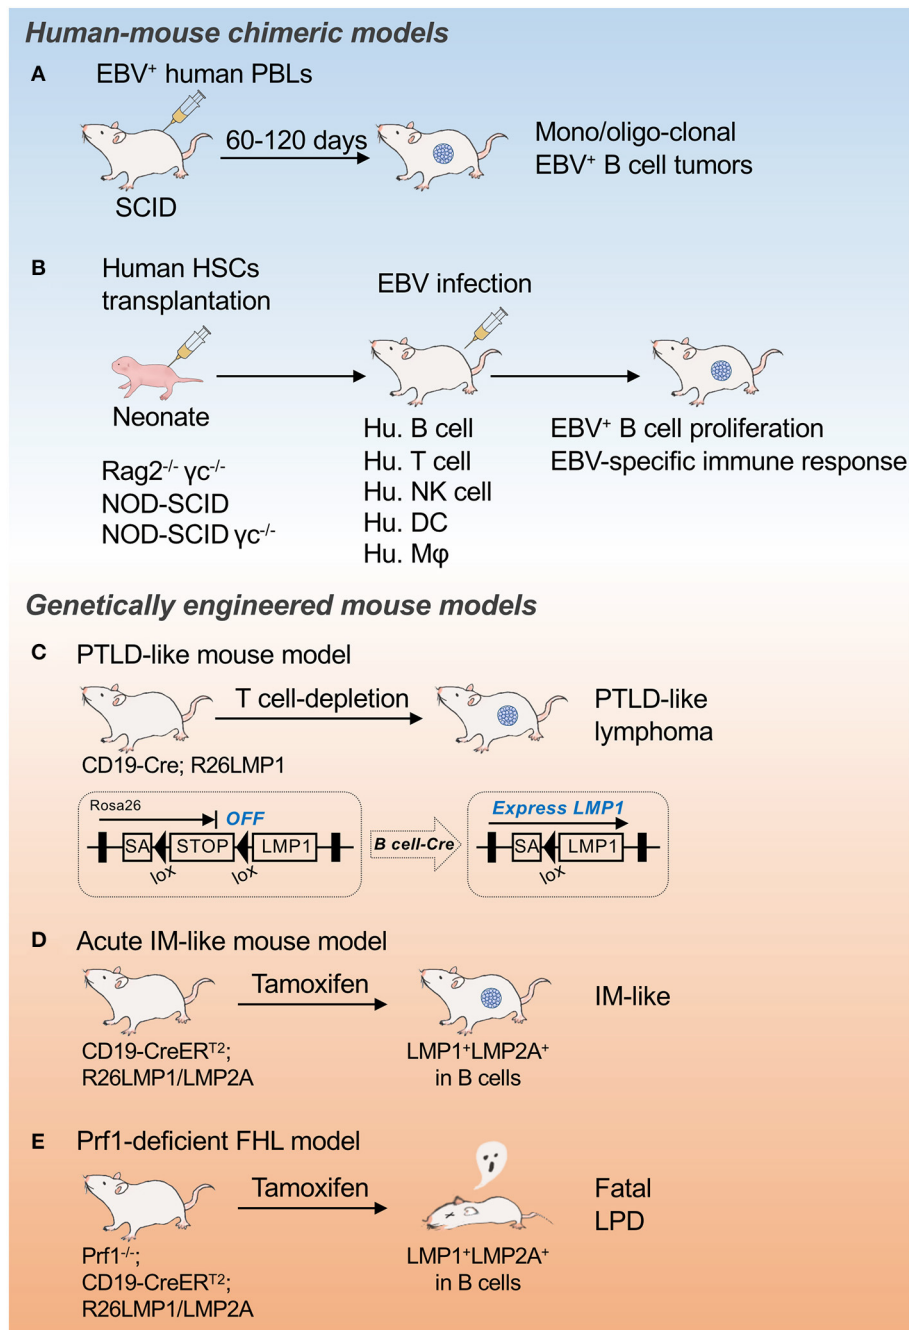 Human-mouse chimeric models
A
EBV⁺ human PBLs
60-120 days
SCID
Mono/oligo-clonal
EBV⁺ B cell tumors
B
Human HSCs
transplantation
EBV infection
Neonate
Rag2⁻/⁻ γc⁻/⁻
NOD-SCID
NOD-SCID γc⁻/⁻
Hu. B cell
Hu. T cell
Hu. NK cell
Hu. DC
Hu. Mφ
EBV⁺ B cell proliferation
EBV-specific immune response
Genetically engineered mouse models
C
PTLD-like mouse model
T cell-depletion
CD19-Cre; R26LMP1
PTLD-like
lymphoma
Rosa26
OFF
SA
STOP
LMP1
lox
lox
B cell-Cre
Express LMP1
SA
LMP1
lox
D
Acute IM-like mouse model
Tamoxifen
CD19-CreERᵀ²;
R26LMP1/LMP2A
LMP1⁺LMP2A⁺
in B cells
IM-like
E
Prf1-deficient FHL model
Tamoxifen
Prf1⁻/⁻;
CD19-CreERᵀ²;
R26LMP1/LMP2A
LMP1⁺LMP2A⁺
in B cells
Fatal
LPD